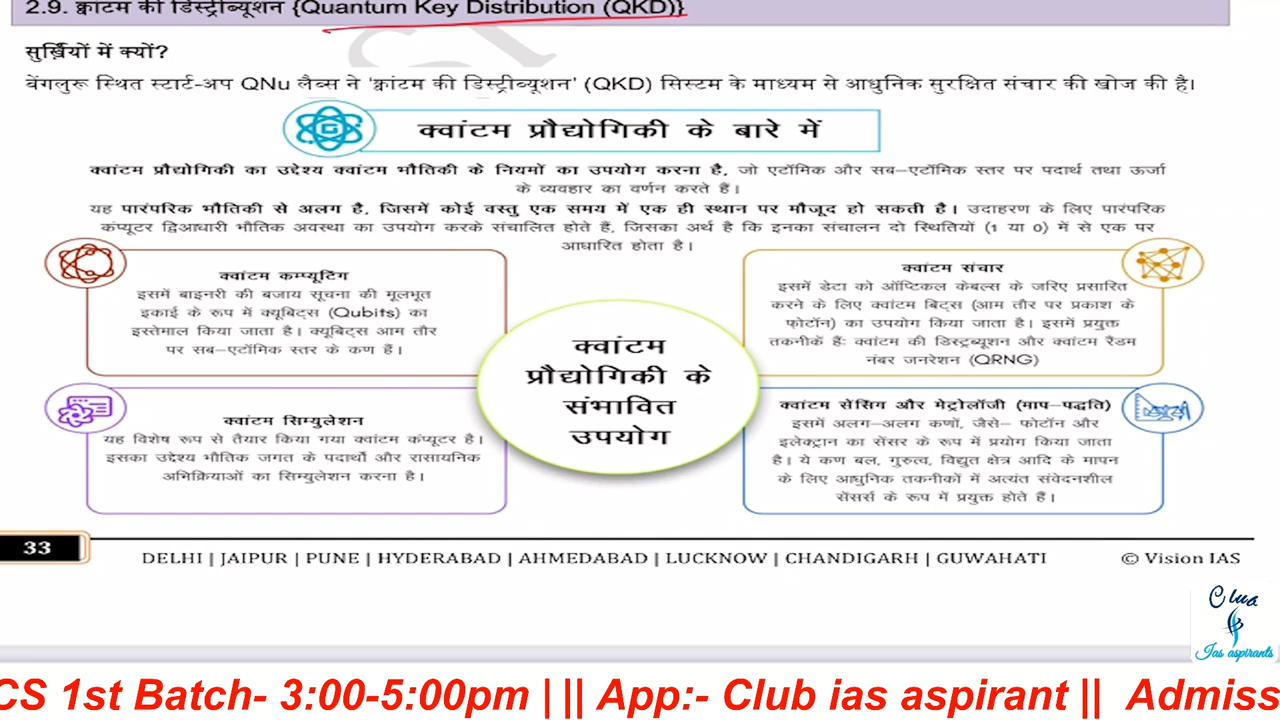 2.9. क्वांटम की डिस्ट्रीब्यूशन {Quantum Key Distribution (QKD)}
सुर्ख़ियों में क्यों?
बेंगलुरू स्थित स्टार्ट-अप QNu लैब्स ने ‘क्वांटम की डिस्ट्रीब्यूशन’ (QKD) सिस्टम के माध्यम से आधुनिक सुरक्षित संचार की खोज की है।
क्वांटम प्रौद्योगिकी के बारे में
क्वांटम प्रौद्योगिकी का उद्देश्य क्वांटम भौतिकी के नियमों का उपयोग करना है, जो एटॉमिक और सब-एटॉमिक स्तर पर पदार्थ तथा ऊर्जा
के व्यवहार का वर्णन करते हैं।
यह पारंपरिक भौतिकी से अलग है, जिसमें कोई वस्तु एक समय में एक ही स्थान पर मौजूद हो सकती है। उदाहरण के लिए पारंपरिक
कंप्यूटर द्विआधारी भौतिक अवस्था का उपयोग करके संचालित होते हैं, जिसका अर्थ है कि इनका संचालन दो स्थितियों (1 या 0) में से एक पर
आधारित होता है।
क्वांटम कम्प्यूटिंग
इसमें बाइनरी की बजाय सूचना की मूलभूत
इकाई के रूप में क्यूबिट्स (Qubits) का
इस्तेमाल किया जाता है। क्यूबिट्स आम तौर
पर सब-एटॉमिक स्तर के कण हैं।
क्वांटम संचार
इसमें डेटा को ऑप्टिकल केबल्स के जरिए प्रसारित
करने के लिए क्वांटम बिट्स (आम तौर पर प्रकाश के
फ़ोटॉन) का उपयोग किया जाता है। इसमें प्रयुक्त
तकनीकें हैं: क्वांटम की डिस्ट्रब्यूशन और क्वांटम रैंडम
नंबर जनरेशन (QRNG)
क्वांटम
प्रौद्योगिकी के
संभावित
उपयोग
क्वांटम सिम्युलेशन
यह विशेष रूप से तैयार किया गया क्वांटम कंप्यूटर है।
इसका उद्देश्य भौतिक जगत के पदार्थों और रासायनिक
अभिक्रियाओं का सिम्युलेशन करना है।
क्वांटम सेंसिंग और मेट्रोलॉजी (माप-पद्धति)
इसमें अलग-अलग कणों, जैसे- फोटॉन और
इलेक्ट्रान का सेंसर के रूप में प्रयोग किया जाता
है। ये कण बल, गुरुत्व, विद्युत क्षेत्र आदि के मापन
के लिए आधुनिक तकनीकों में अत्यंत संवेदनशील
सेंसर्स के रूप में प्रयुक्त होते हैं।
33
DELHI | JAIPUR | PUNE | HYDERABAD | AHMEDABAD | LUCKNOW | CHANDIGARH | GUWAHATI
© Vision IAS
Club
Ias aspirants
CS 1st Batch- 3:00-5:00pm | || App:- Club ias aspirant || Admiss